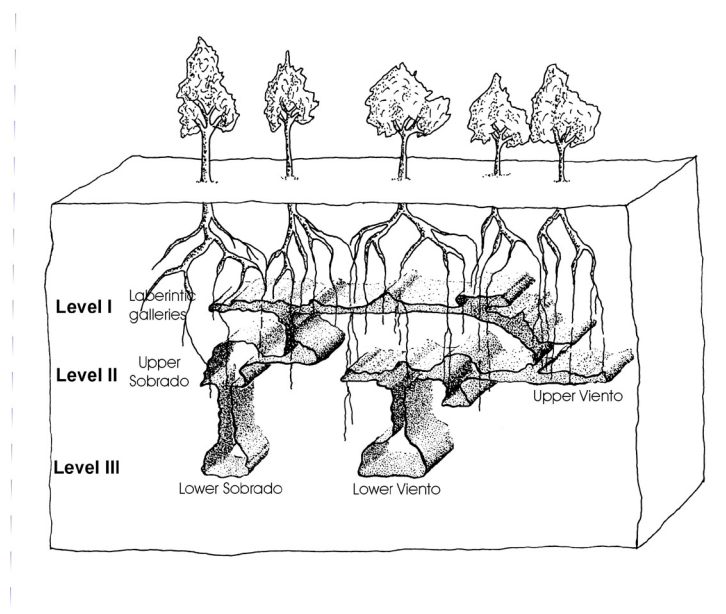 Level I
Laberintic
galleries
Level II
Upper
Sobrado
Upper Viento
Level III
Lower Sobrado
Lower Viento